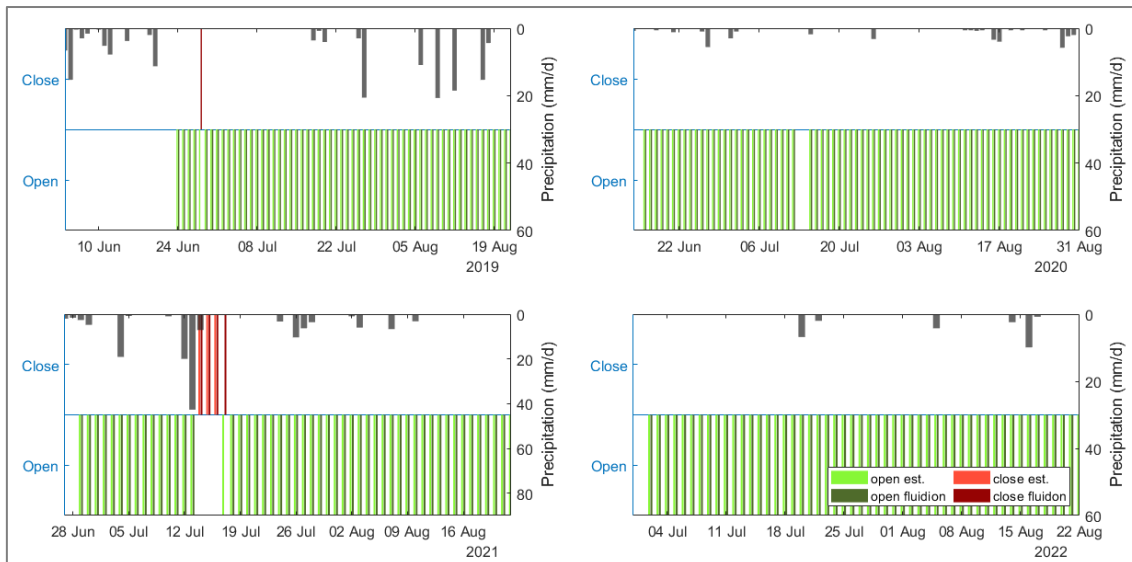 0
Close
20
Open
40
60
Precipitation (mm/d)
10 Jun 24 Jun 08 Jul 22 Jul 05 Aug 19 Aug
2019
0
Close
20
Open
40
60
Precipitation (mm/d)
22 Jun 06 Jul 20 Jul 03 Aug 17 Aug 31 Aug
2020
0
Close
20
40
Open
60
80
Precipitation (mm/d)
28 Jun 05 Jul 12 Jul 19 Jul 26 Jul 02 Aug 09 Aug 16 Aug
2021
0
Close
20
Open
40
60
Precipitation (mm/d)
open est. close est.
open fluidion close fluidon
04 Jul 11 Jul 18 Jul 25 Jul 01 Aug 08 Aug 15 Aug 22 Aug
2022